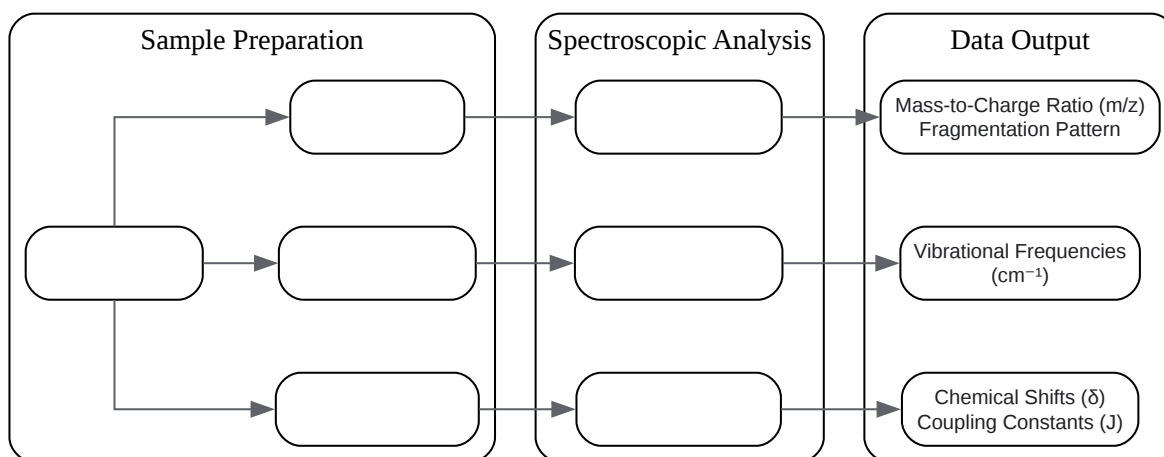 Sample Preparation
Spectroscopic Analysis
Data Output
Mass-to-Charge Ratio (m/z)
Fragmentation Pattern
Vibrational Frequencies
(cm⁻¹)
Chemical Shifts (δ)
Coupling Constants (J)